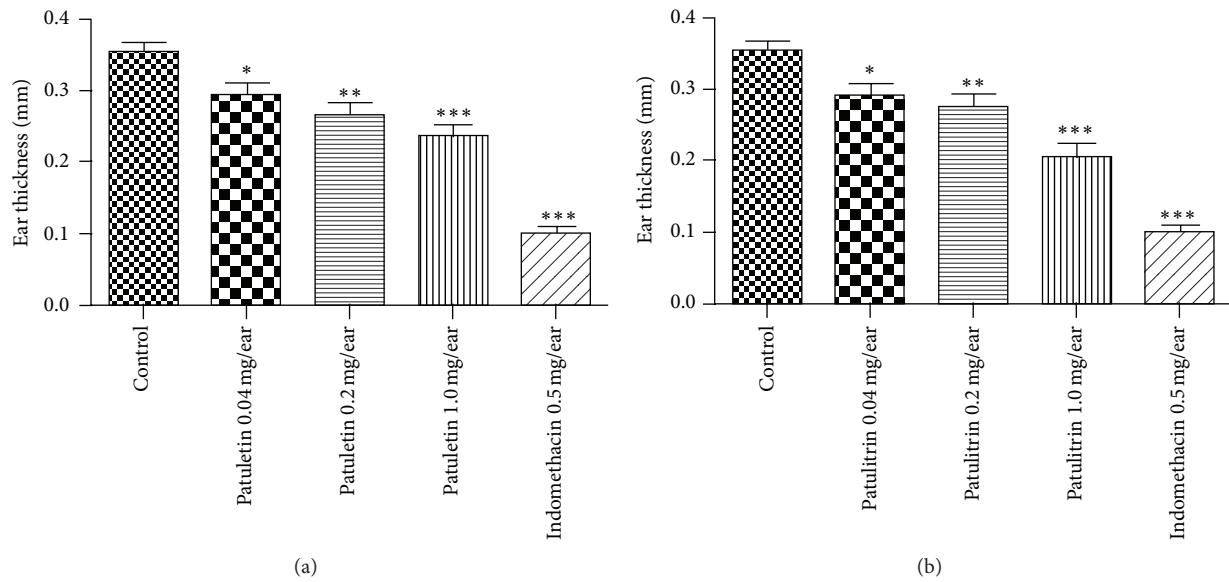 Ear thickness (mm)
0.4
0.3
0.2
0.1
0.0
*
**
***
***
Control
Patuletin 0.04 mg/ear
Patuletin 0.2 mg/ear
Patuletin 1.0 mg/ear
Indomethacin 0.5 mg/ear
(a)
Ear thickness (mm)
0.4
0.3
0.2
0.1
0.0
*
**
***
***
Control
Patulitrin 0.04 mg/ear
Patulitrin 0.2 mg/ear
Patulitrin 1.0 mg/ear
Indomethacin 0.5 mg/ear
(b)